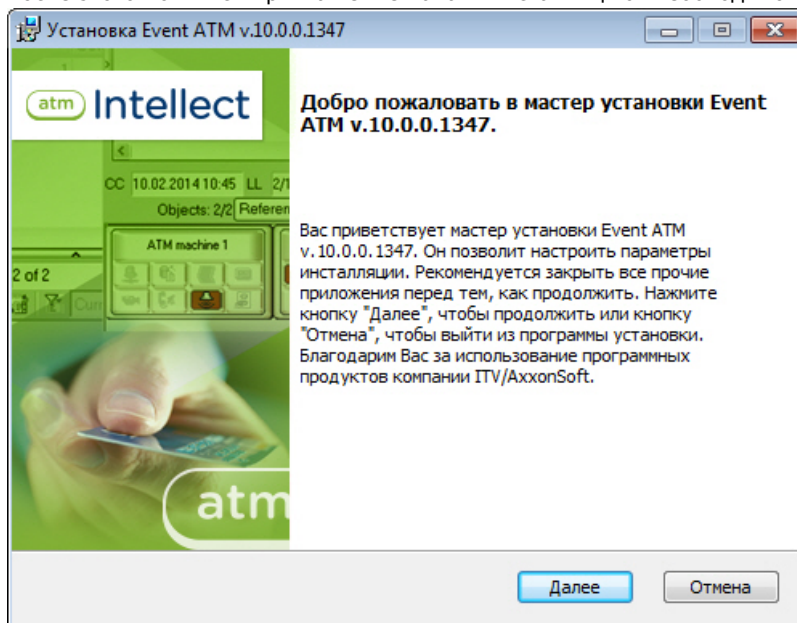 Установка Event ATM v.10.0.0.1347
atm Intellect
CC 10.02.2014 10:45 LL
Objects: 2/2
ATM machine 1
2 of 2
atm
Добро пожаловать в мастер установки Event
ATM v.10.0.0.1347.
Вас приветствует мастер установки Event ATM
v.10.0.0.1347. Он позволит настроить параметры
инсталляции. Рекомендуется закрыть все прочие
приложения перед тем, как продолжить. Нажмите
кнопку "Далее", чтобы продолжить или кнопку
"Отмена", чтобы выйти из программы установки.
Благодарим Вас за использование программных
продуктов компании ITV/AxxonSoft.
Далее
Отмена